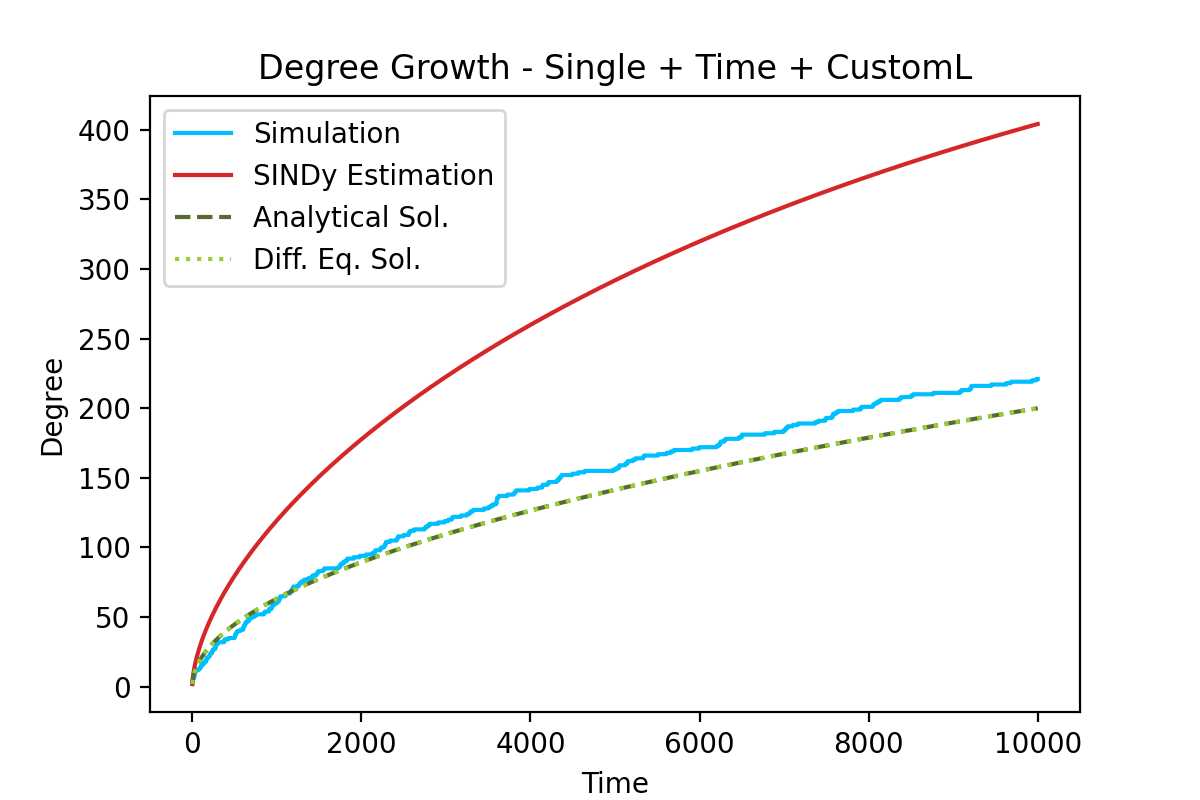 Degree Growth - Single + Time + CustomL
Simulation
SINDy Estimation
Analytical Sol.
Diff. Eq. Sol.
400
350
300
250
200
150
100
50
0
Degree
0 2000 4000 6000 8000 10000
Time